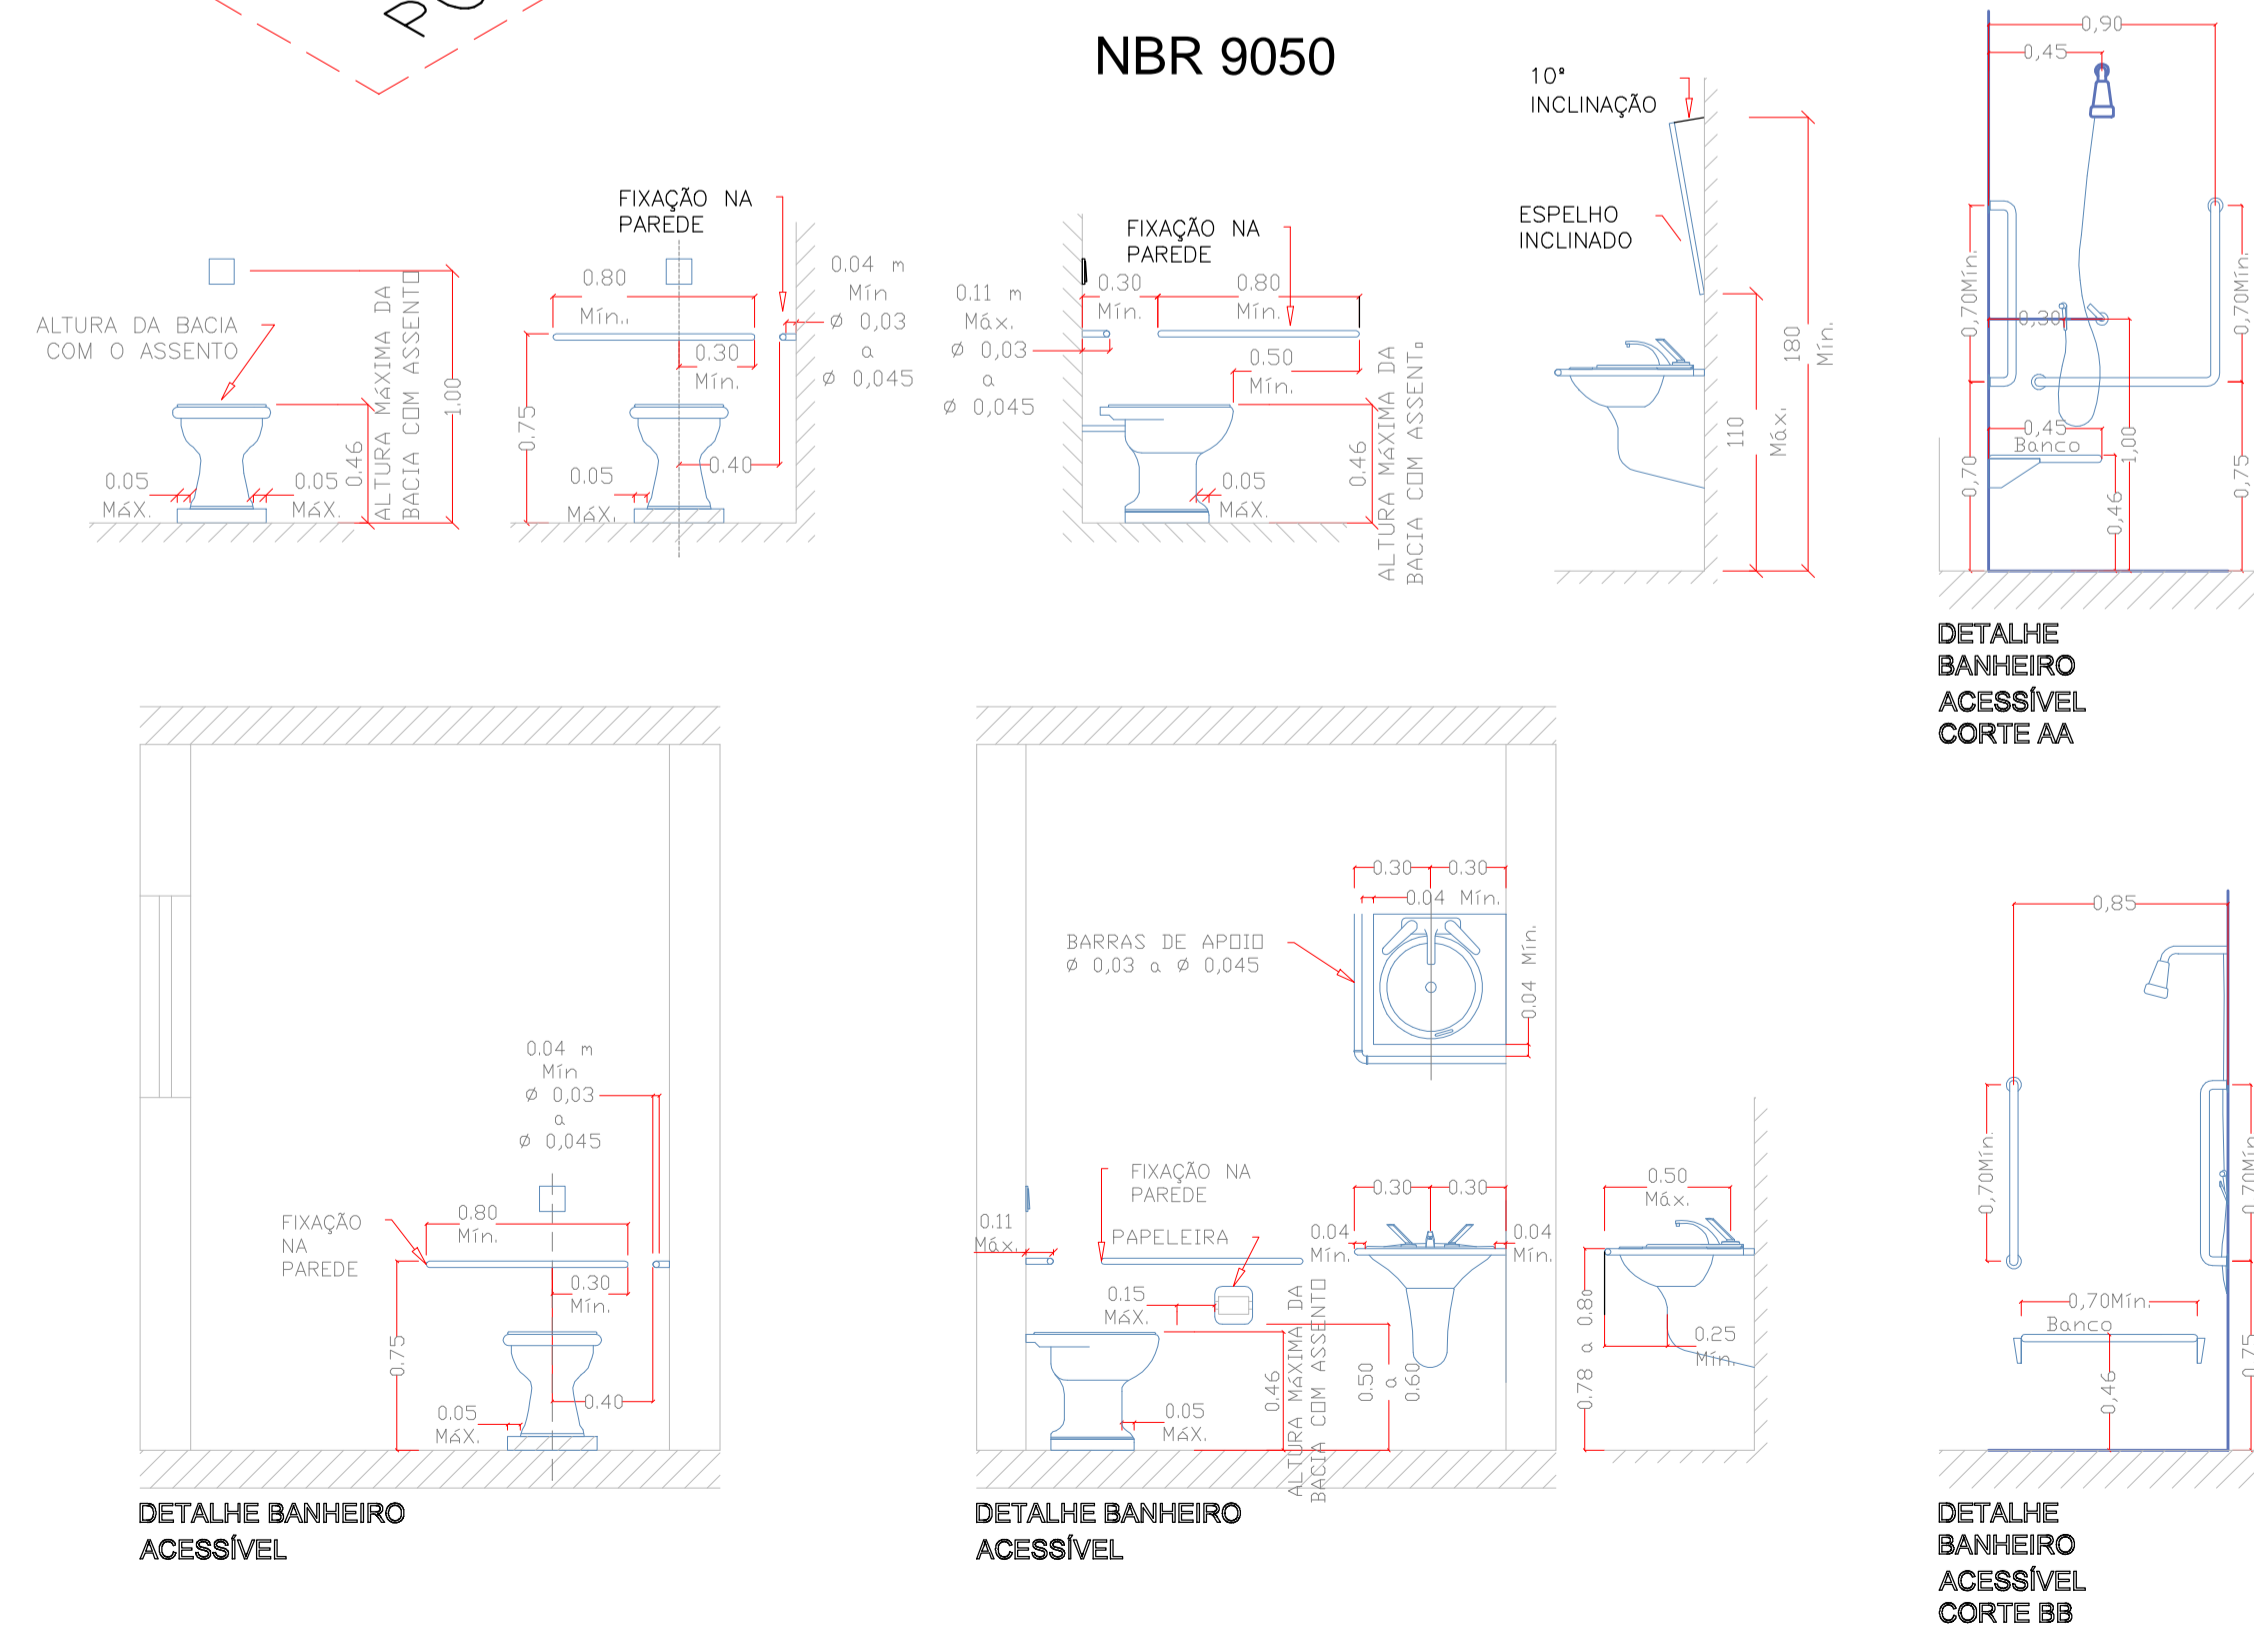 NBR 9050
ALTURA DA BACIA
COM O ASSENTO
0.05
MÁX.
0.05
MÁX.
0.46
ALTURA MÁXIMA DA
BACIA COM ASSENTO
1.00
FIXAÇÃO NA
PAREDE
0.80
Mín.
0.30
Mín.
0.75
0.05
MÁX.
0.40
0.04 m
Mín
Ø 0,03
a
Ø 0,045
0.11 m
Máx.
Ø 0,03
a
Ø 0,045
FIXAÇÃO NA
PAREDE
0.30
Mín.
0.80
Mín.
0.50
Mín.
0.46
0.05
MÁX.
ALTURA MÁXIMA DA
BACIA COM ASSENTO
10°
INCLINAÇÃO
ESPELHO
INCLINADO
110
Máx.
180
Mín.
0,90
0,45
0,70Mín.
0,30
0,70Mín.
0,45
Banco
0,70
0,46
1,00
0,75
DETALHE
BANHEIRO
ACESSÍVEL
CORTE AA
0.04 m
Mín
Ø 0,03
a
Ø 0,045
FIXAÇÃO
NA
PAREDE
0.80
Mín.
0.30
Mín.
0.75
0.05
MÁX.
0.40
DETALHE BANHEIRO
ACESSÍVEL
0.30
0.30
0.04 Mín.
BARRAS DE APOIO
Ø 0,03 a Ø 0,045
0.04 Mín.
FIXAÇÃO NA
PAREDE
PAPELEIRA
0.11
Máx.
0.15
MÁX.
0.30
0.30
0.04
Mín.
0.04
Mín.
0.46
ALTURA MÁXIMA DA
BACIA COM ASSENTO
0.50
a
0.60
0.05
MÁX.
DETALHE BANHEIRO
ACESSÍVEL
0.50
Máx.
0.78 a 0.80
0.25
Mín.
0,85
0,70Mín.
0,70Mín.
0,70Mín.
Banco
0,46
0,75
DETALHE
BANHEIRO
ACESSÍVEL
CORTE BB